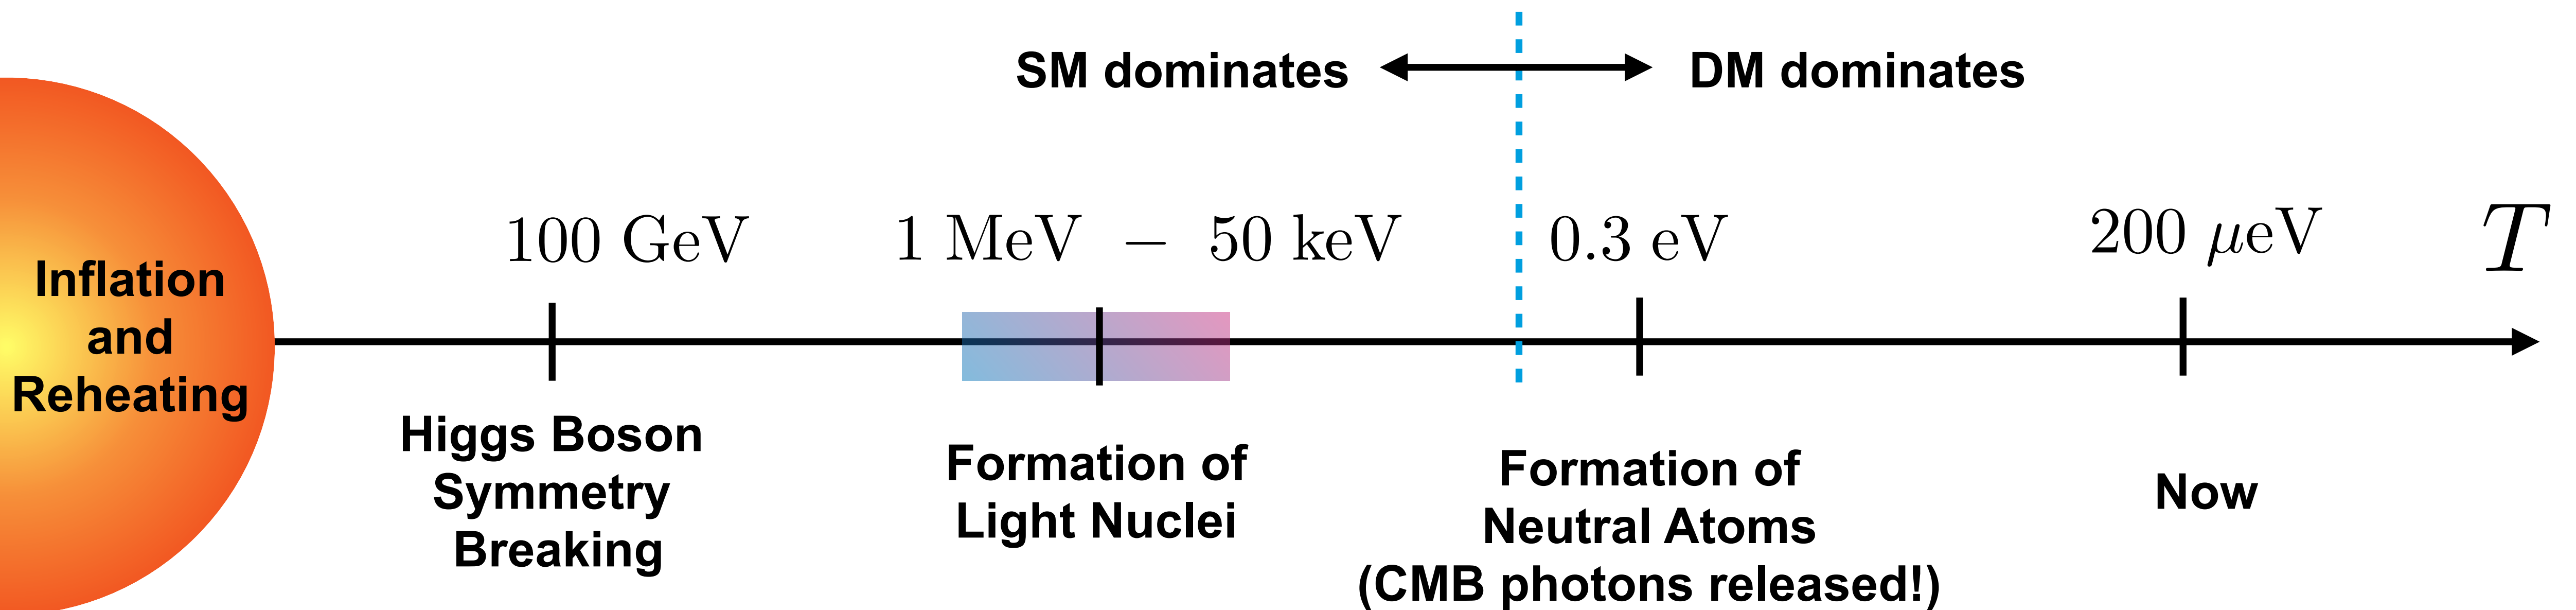 SM dominates
DM dominates
100 GeV
1 MeV − 50 keV
0.3 eV
200 μeV
T
Inflation
and
Reheating
Higgs Boson
Symmetry
Breaking
Formation of
Light Nuclei
Formation of
Neutral Atoms
(CMB photons released!)
Now